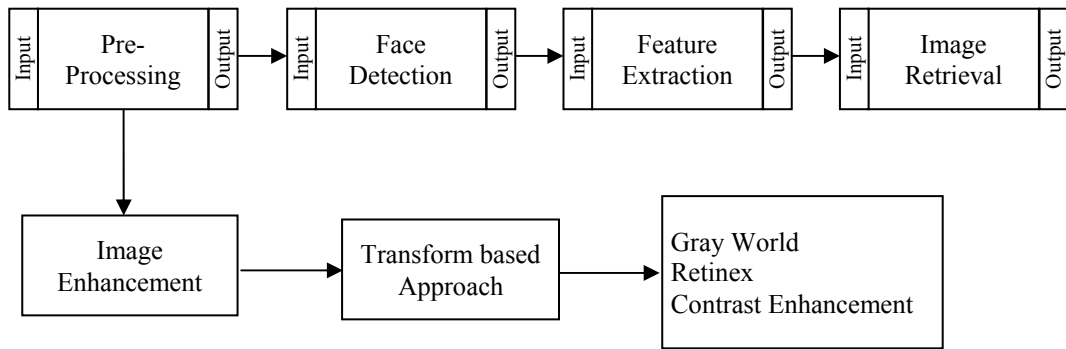 Input
Pre-
Processing
Output
Input
Face
Detection
Output
Input
Feature
Extraction
Output
Input
Image
Retrieval
Output
Image
Enhancement
Transform based
Approach
Gray World
Retinex
Contrast Enhancement